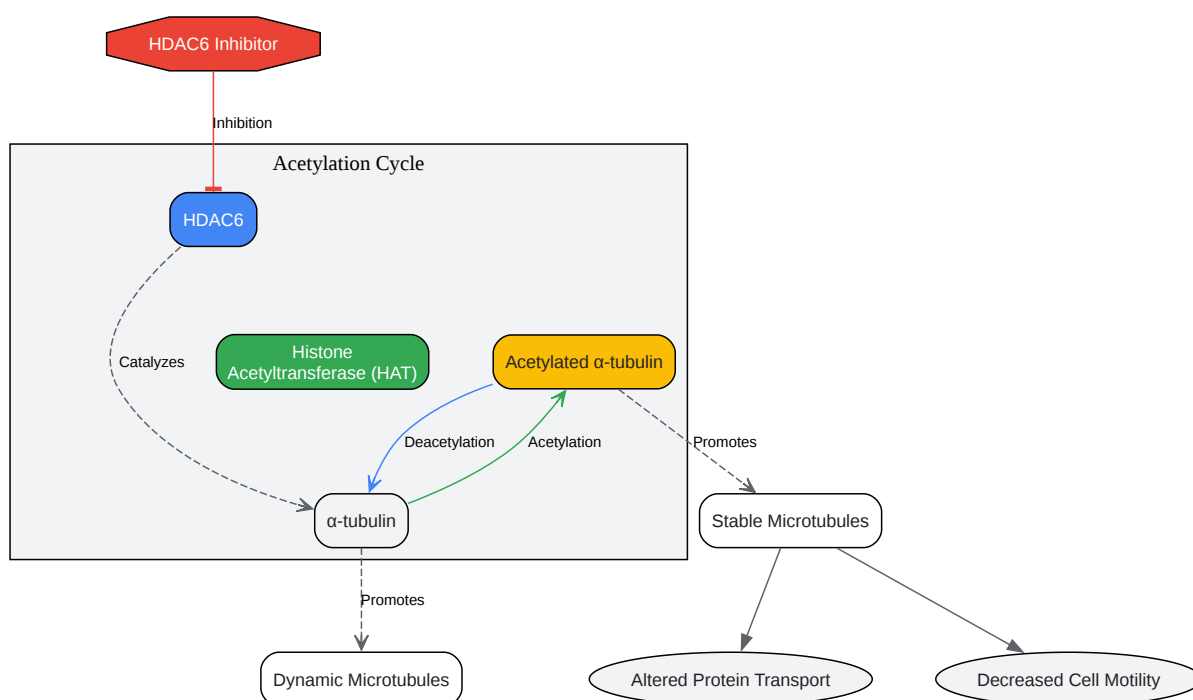 HDAC6 Inhibitor
Inhibition
Acetylation Cycle
HDAC6
Catalyzes
Histone
Acetyltransferase (HAT)
Acetylated α-tubulin
Deacetylation
Acetylation
Promotes
α-tubulin
Stable Microtubules
Promotes
Dynamic Microtubules
Altered Protein Transport
Decreased Cell Motility